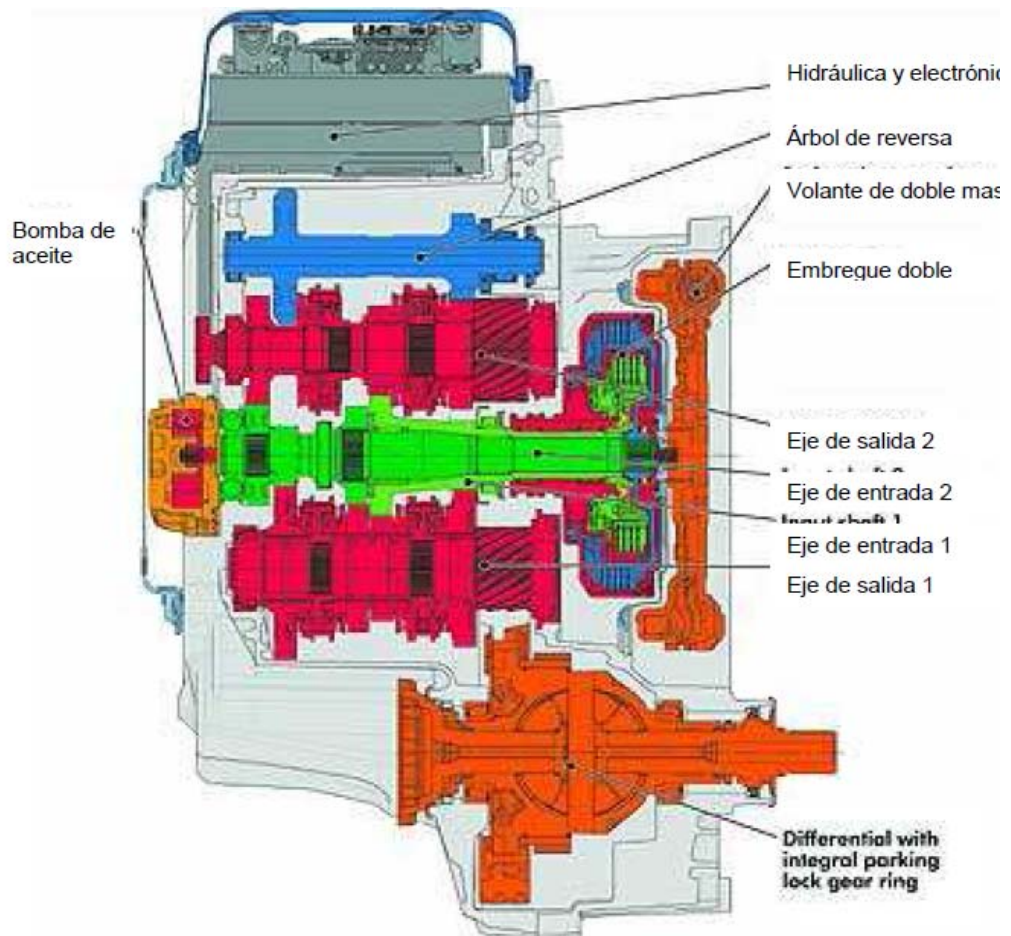 Hidráulica y electróni
Árbol de reversa
Volante de doble mas
Bomba de
aceite
Embregue doble
Eje de salida 2
Eje de entrada 2
Input shaft 1
Eje de entrada 1
Eje de salida 1
Differential with
integral parking
lock gear ring